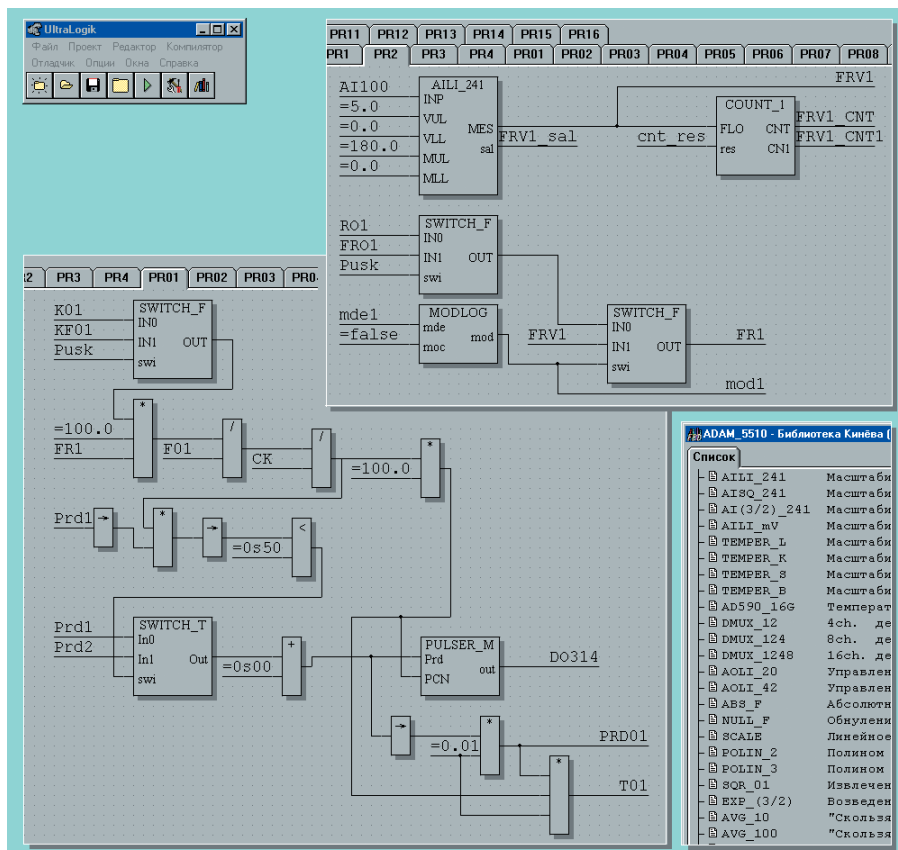 UltraLogik
Файл Проект Редактор Компилятор
Отладчик Опции Окна Справка
PR11 PR12 PR13 PR14 PR15 PR16
PR1 PR2 PR3 PR4 PR01 PR02 PR03 PR04 PR05 PR06 PR07 PR08
AILI_241
AI100 INP
=5.0 VUL
=0.0 VLL MES
=180.0 MUL sal
=0.0 MLL
FRV1_sal
FRV1
COUNT_1
cnt_res
FLO CNT FRV1_CNT
res CN1 FRV1_CNT1
SWITCH_F
RO1 IN0
FRO1 IN1 OUT
Pusk swi
MODLOG
mde1 mde mod
=false moc
SWITCH_F
IN0
FRV1 IN1 OUT FR1
swi
mod1
2 PR3 PR4 PR01 PR02 PR03 PR0
SWITCH_F
K01 IN0
KF01 IN1 OUT
Pusk swi
=100.0 *
FR1
F01 /
CK /
=100.0 *
Prd1 → * →
=0s50 <
SWITCH_T
Prd1 In0
Prd2 In1 Out
swi
=0s00 +
PULSER_M
Prd out DO314
PCN
→ =0.01 * PRD01
* T01
ADAM_5510 - Библиотека Кинёва (
Список
AILI_241 Масштаби
AISQ_241 Масштаби
AI(3/2)_241 Масштаби
AILI_mV Масштаби
TEMPER_L Масштаби
TEMPER_K Масштаби
TEMPER_S Масштаби
TEMPER_B Масштаби
AD590_16G Температ
DMUX_12 4ch. де
DMUX_124 8ch. де
DMUX_1248 16ch. де
AOLI_20 Управлен
AOLI_42 Управлен
ABS_F Абсолютн
NULL_F Обнулени
SCALE Линейное
POLIN_2 Полином
POLIN_3 Полином
SQR_01 Извлечен
EXP_(3/2) Возведен
AVG_10 "Скользя
AVG_100 "Скользя